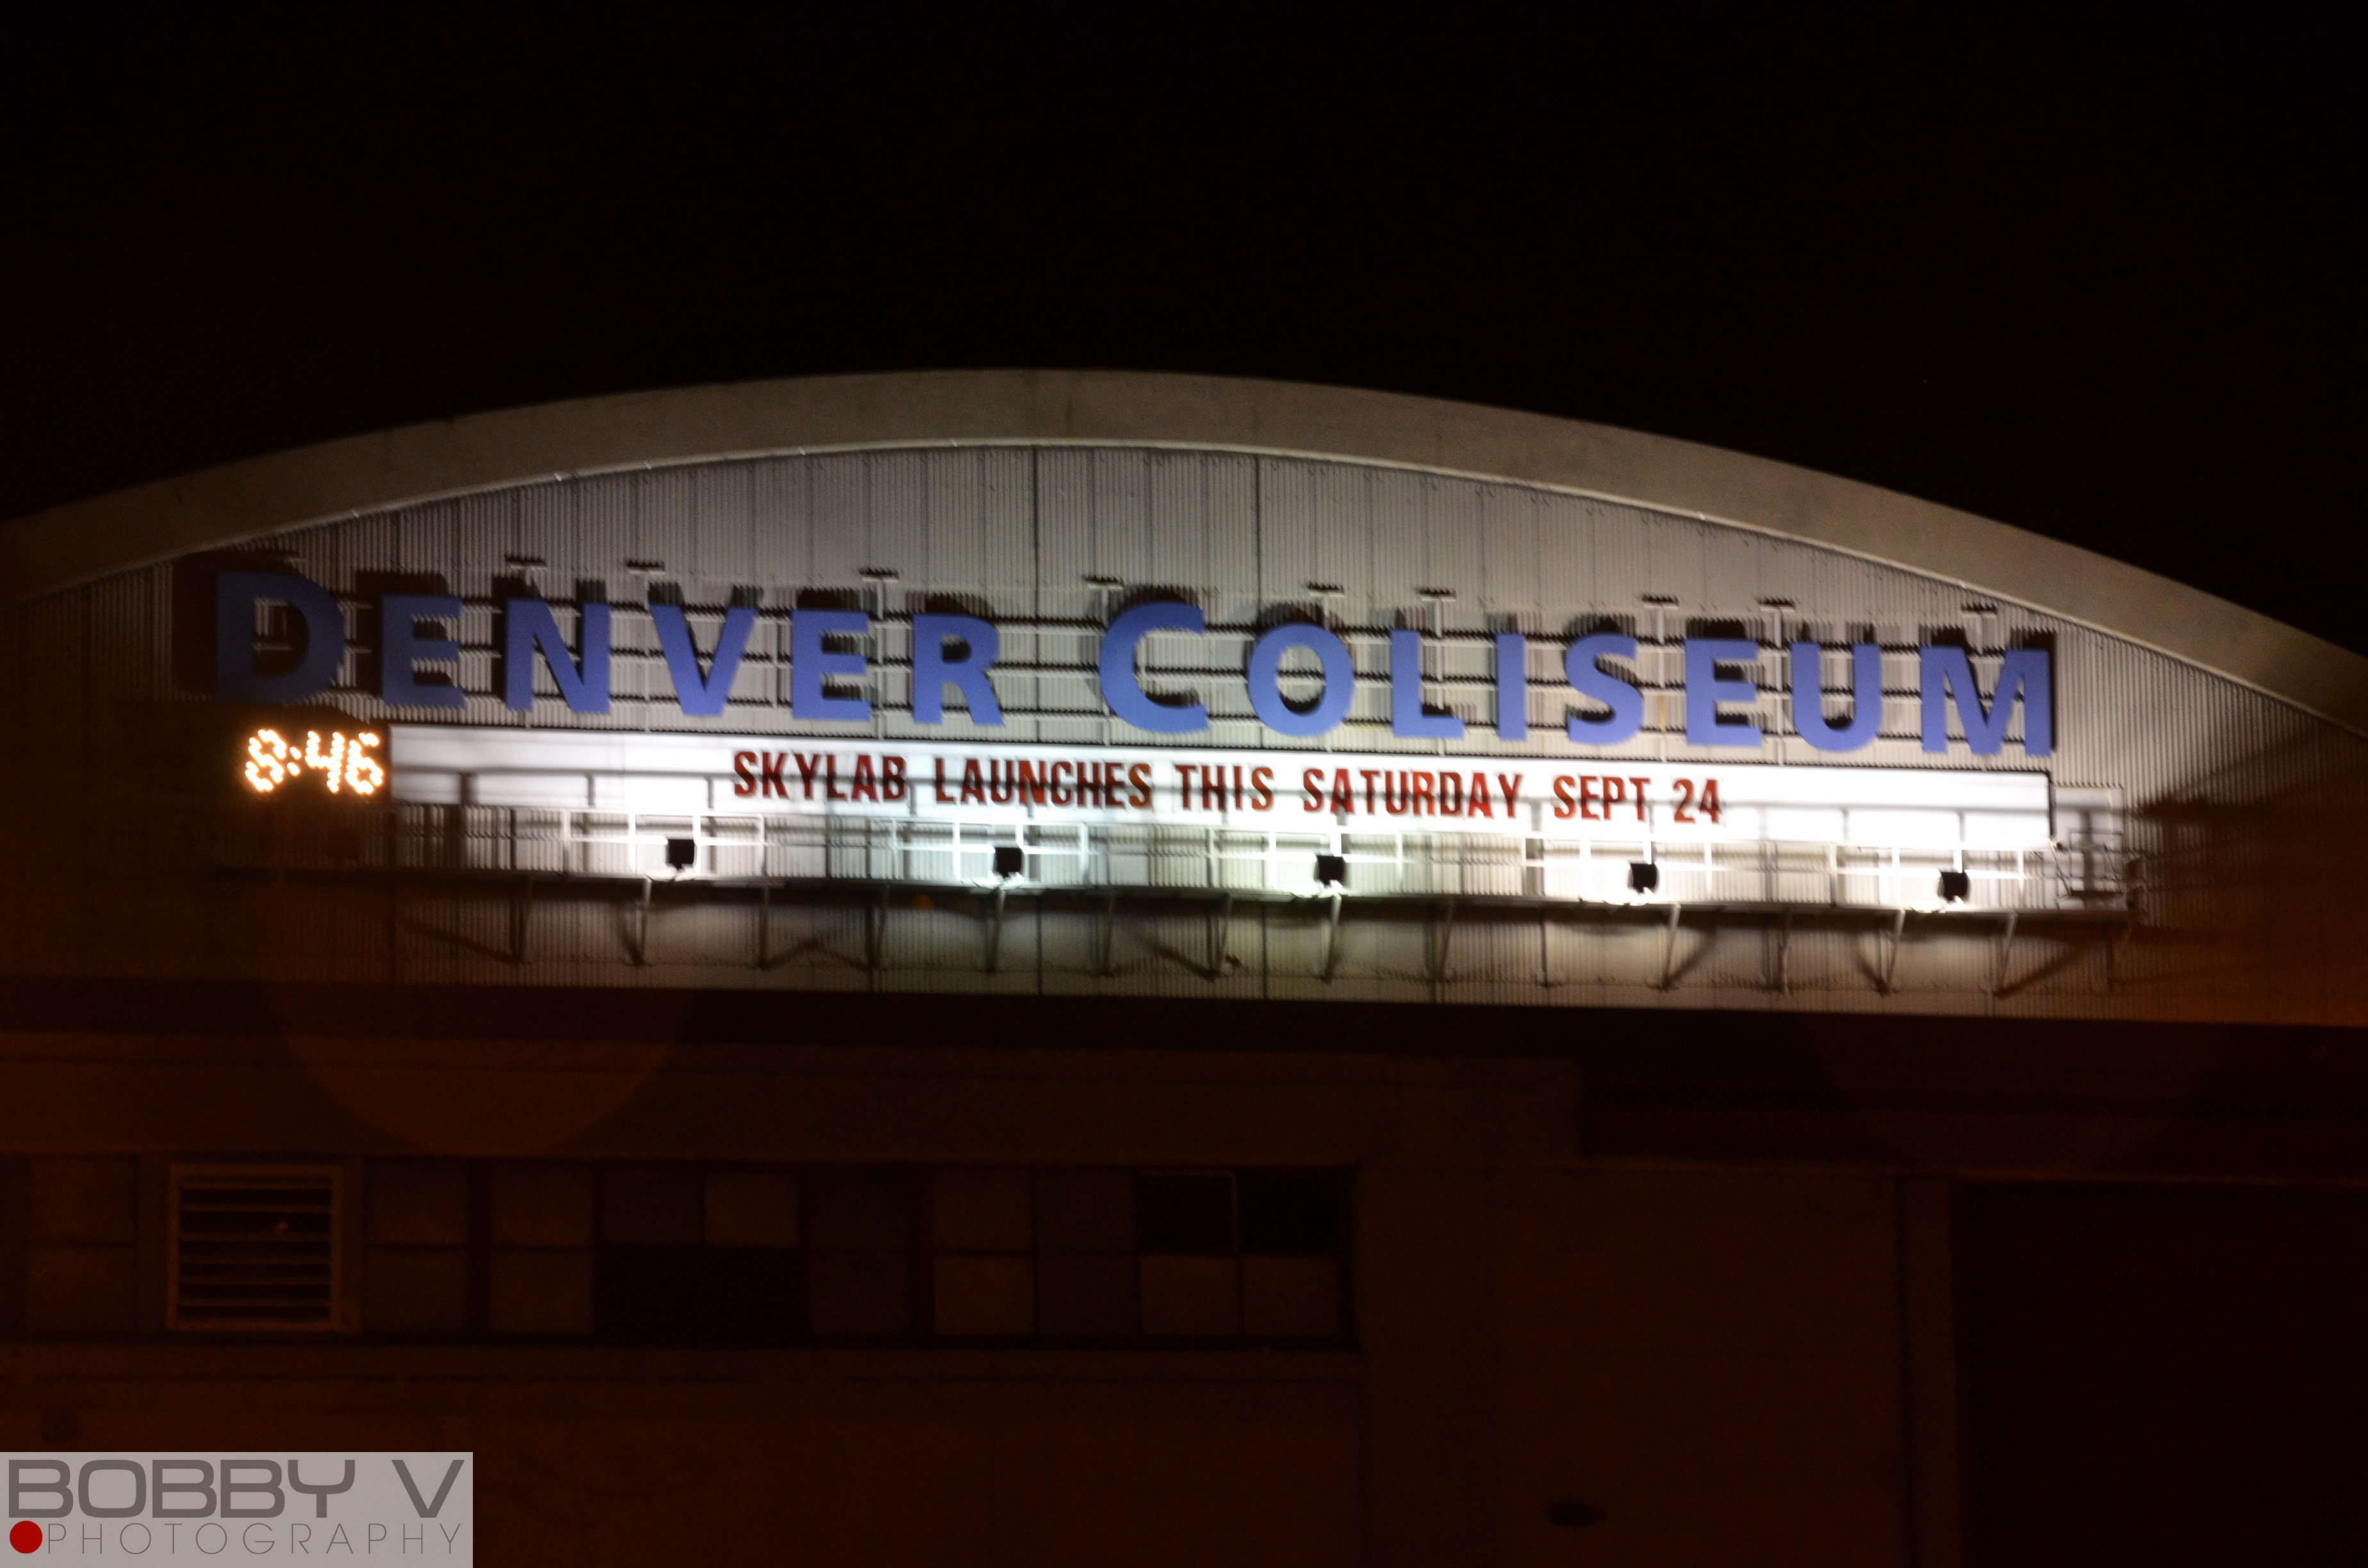 DENVER COLISEUM
8:46
SKYLAB LAUNCHES THIS SATURDAY SEPT 24
BOBBY V
PHOTOGRAPHY